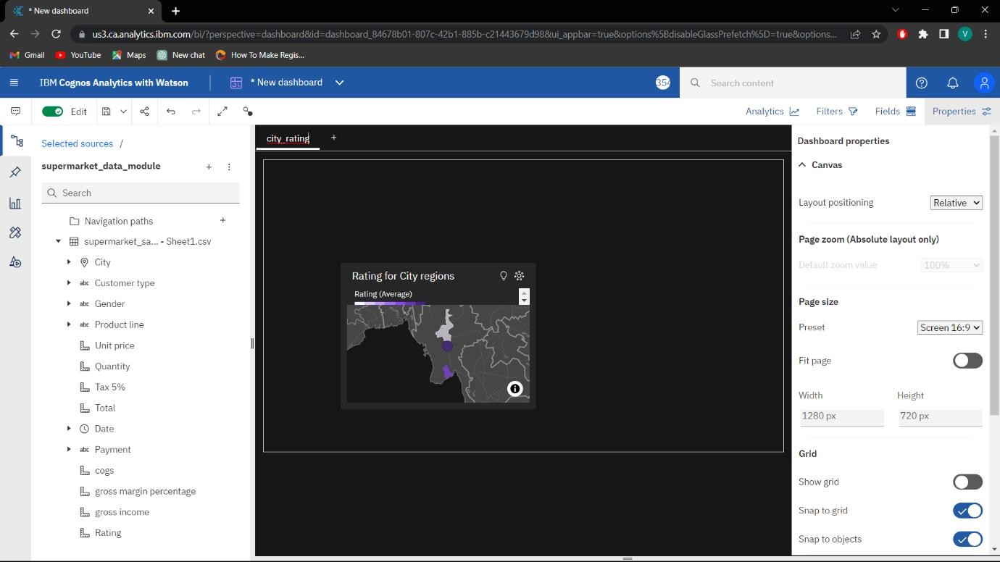 * New dashboard
us3.ca.analytics.ibm.com/bi/?perspective=dashboard&id=dashboard_84678b01-807c-42b1-885b-c21443679d98&ui_appbar=true&options%5BdisableGlassPrefetch%5D=true&options...
V
Gmail YouTube Maps New chat How To Make Regis...
IBM Cognos Analytics with Watson * New dashboard 354 Search content
Edit Analytics Filters Fields Properties
Selected sources /
supermarket_data_module
Search
Navigation paths
supermarket_sa... - Sheet1.csv
City
abc Customer type
abc Gender
abc Product line
Unit price
Quantity
Tax 5%
Total
Date
abc Payment
cogs
gross margin percentage
gross income
Rating
city_rating
Rating for City regions
Rating (Average)
Dashboard properties
Canvas
Layout positioning Relative
Page zoom (Absolute layout only)
Default zoom value 100%
Page size
Preset Screen 16:9
Fit page
Width Height
1280 px 720 px
Grid
Show grid
Snap to grid
Snap to objects